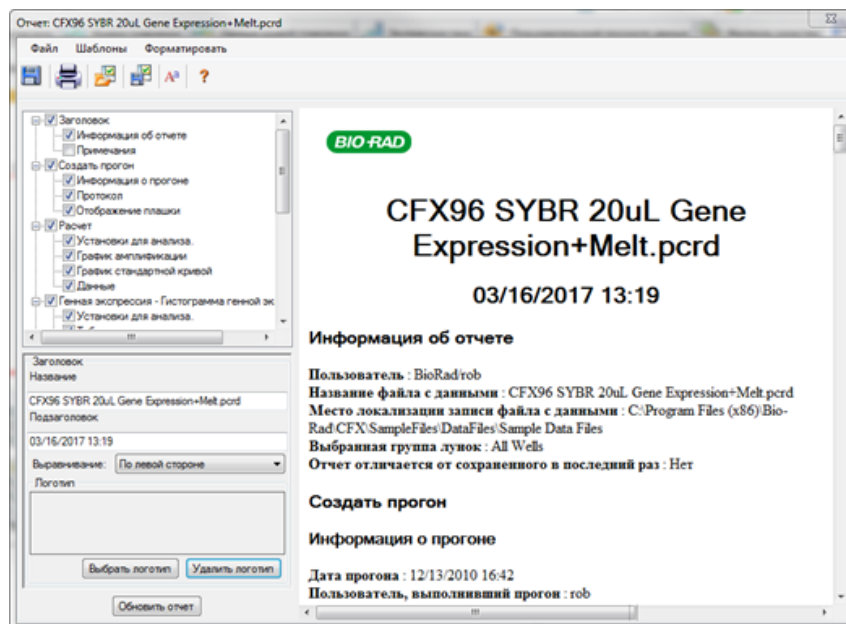 Отчет: CFX96 SYBR 20uL Gene Expression+Melt.pcrd
Файл Шаблоны Форматировать
Заголовок
Информация об отчете
Примечания
Создать прогон
Информация о прогоне
Протокол
Отображение плашки
Расчет
Установки для анализа.
График амплификации
График стандартной кривой
Данные
Генная экспрессия - Гистограмма генной эк
Установки для анализа.
Заголовок
Название
CFX96 SYBR 20uL Gene Expression+Melt.pcrd
Подзаголовок
03/16/2017 13:19
Выравнивание: По левой стороне
Логотип
Выбрать логотип Удалить логотип
Обновить отчет
BIO-RAD
CFX96 SYBR 20uL Gene
Expression+Melt.pcrd
03/16/2017 13:19
Информация об отчете
Пользователь : BioRad/rob
Название файла с данными : CFX96 SYBR 20uL Gene Expression+Melt.pcrd
Место локализации записи файла с данными : C:\Program Files (x86)\Bio-
Rad\CFX\SampleFiles\DataFiles\Sample Data Files
Выбранная группа лунок : All Wells
Отчет отличается от сохраненного в последний раз : Нет
Создать прогон
Информация о прогоне
Дата прогона : 12/13/2010 16:42
Пользователь, выполнивший прогон : rob